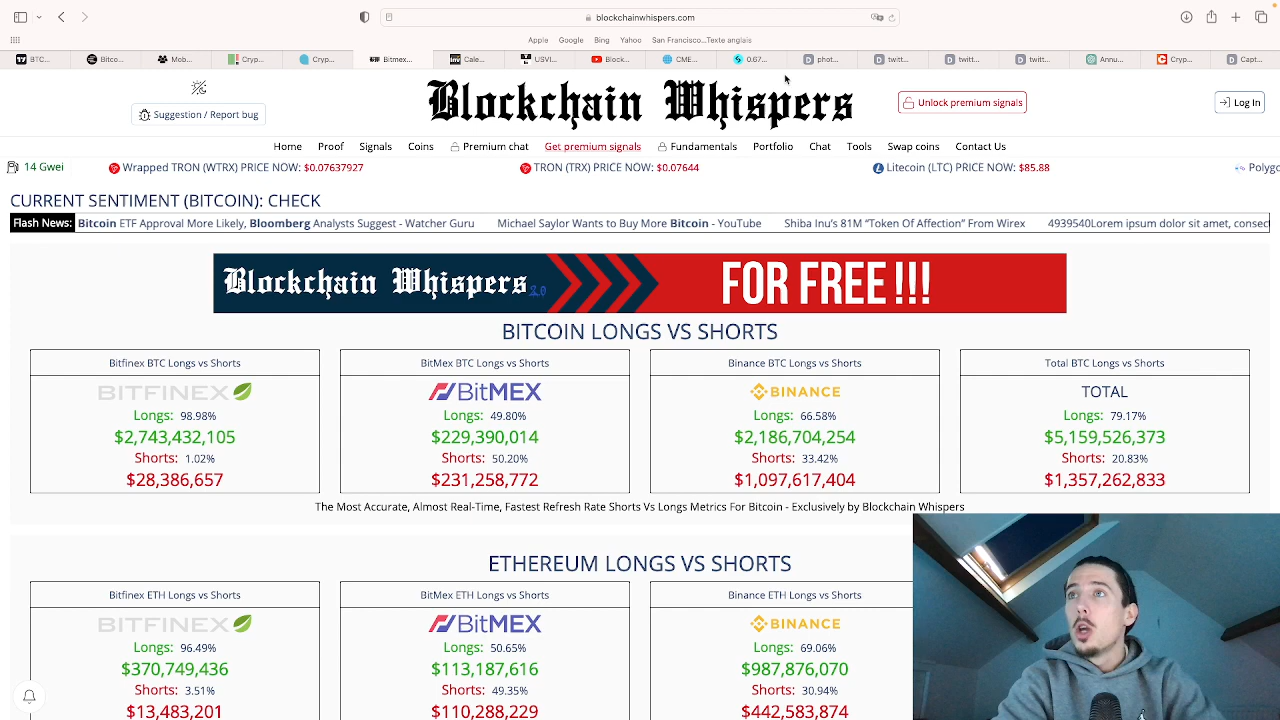 blockchainwhispers.com
Apple Google Bing Yahoo San Francisco...Texte anglais
BTC... Bitco... Moba... Cryp... Cryp... Bitmex... Cale... USVI... Block... CME... 0.67... phot... twitt... twitt... twitt... Annu... Cryp... Capt...
Blockchain Whispers
Suggestion / Report bug
Unlock premium signals
Log In
Home Proof Signals Coins Premium chat Get premium signals Fundamentals Portfolio Chat Tools Swap coins Contact Us
14 Gwei Wrapped TRON (WTRX) PRICE NOW: $0.07637927 TRON (TRX) PRICE NOW: $0.07644 Litecoin (LTC) PRICE NOW: $85.88 Polygo
CURRENT SENTIMENT (BITCOIN): CHECK
Flash News: Bitcoin ETF Approval More Likely, Bloomberg Analysts Suggest - Watcher Guru Michael Saylor Wants to Buy More Bitcoin - YouTube Shiba Inu's 81M “Token Of Affection” From Wirex 4939540Lorem ipsum dolor sit amet, consec
Blockchain Whispers 2.0 FOR FREE !!!
BITCOIN LONGS VS SHORTS
Bitfinex BTC Longs vs Shorts
BITFINEX
Longs: 98.98%
$2,743,432,105
Shorts: 1.02%
$28,386,657
BitMex BTC Longs vs Shorts
BitMEX
Longs: 49.80%
$229,390,014
Shorts: 50.20%
$231,258,772
Binance BTC Longs vs Shorts
BINANCE
Longs: 66.58%
$2,186,704,254
Shorts: 33.42%
$1,097,617,404
Total BTC Longs vs Shorts
TOTAL
Longs: 79.17%
$5,159,526,373
Shorts: 20.83%
$1,357,262,833
The Most Accurate, Almost Real-Time, Fastest Refresh Rate Shorts Vs Longs Metrics For Bitcoin - Exclusively by Blockchain Whispers
ETHEREUM LONGS VS SHORTS
Bitfinex ETH Longs vs Shorts
BITFINEX
Longs: 96.49%
$370,749,436
Shorts: 3.51%
$13,483,201
BitMex ETH Longs vs Shorts
BitMEX
Longs: 50.65%
$113,187,616
Shorts: 49.35%
$110,288,229
Binance ETH Longs vs Shorts
BINANCE
Longs: 69.06%
$987,876,070
Shorts: 30.94%
$442,583,874